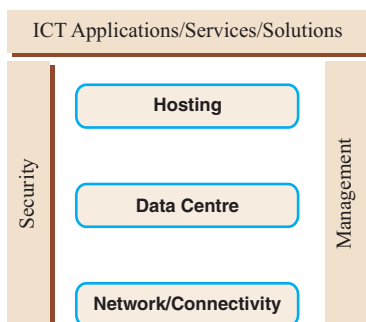 ICT Applications/Services/Solutions
Security
Hosting
Data Centre
Network/Connectivity
Management